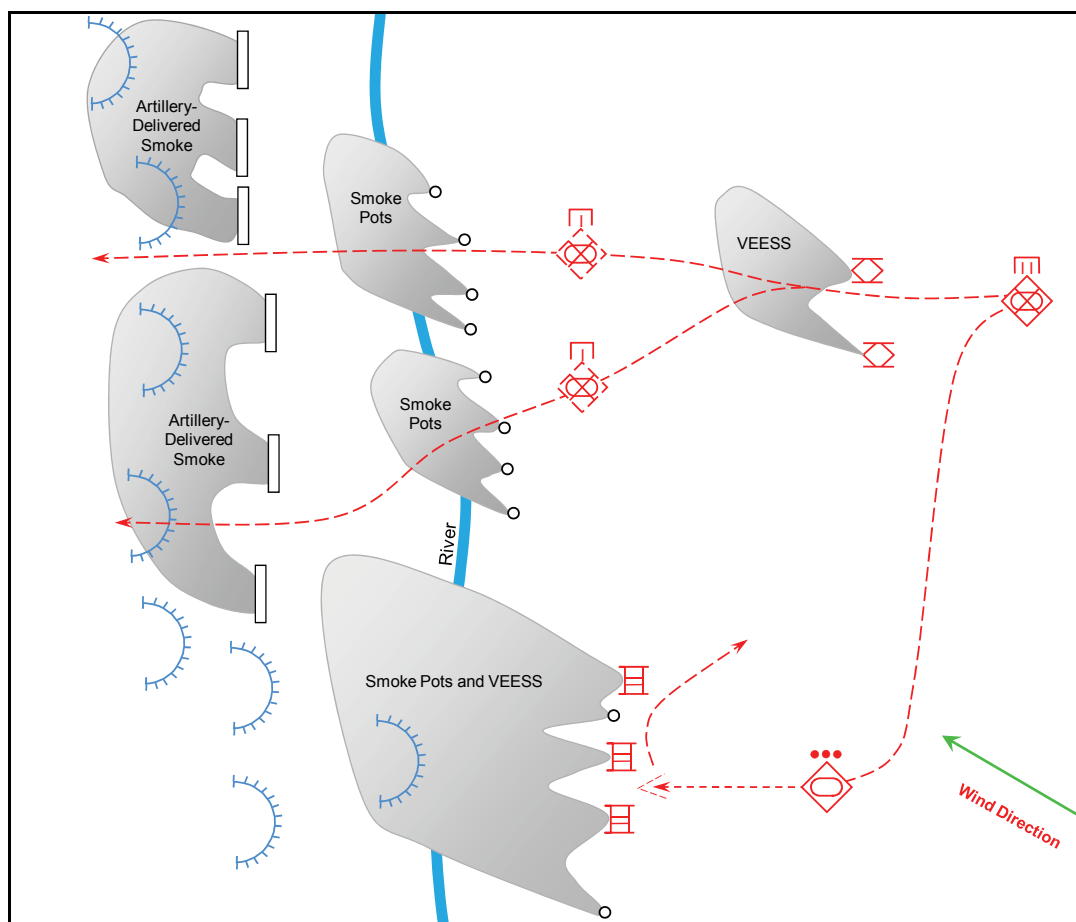 Artillery-
Delivered
Smoke
Smoke
Pots
VEESS
Smoke
Pots
Artillery-
Delivered
Smoke
River
Smoke Pots and VEESS
Wind Direction